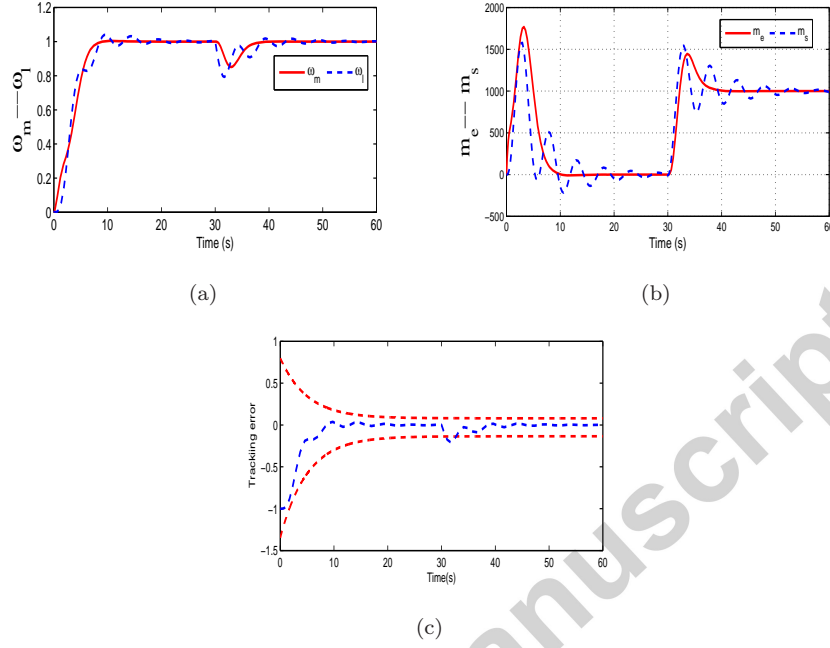 1.2
1
0.8
0.6
0.4
0.2
0
0 10 20 30 40 50 60
Time (s)
ω_m—–ω_l
ω_m ω_l
(a)
2000
1500
1000
500
0
−500
0 10 20 30 40 50 60
Time (s)
m_e–– m_s
m_e m_s
(b)
1
0.5
0
−0.5
−1
−1.5
0 10 20 30 40 50 60
Time(s)
Trackiing error
(c)
anuscript